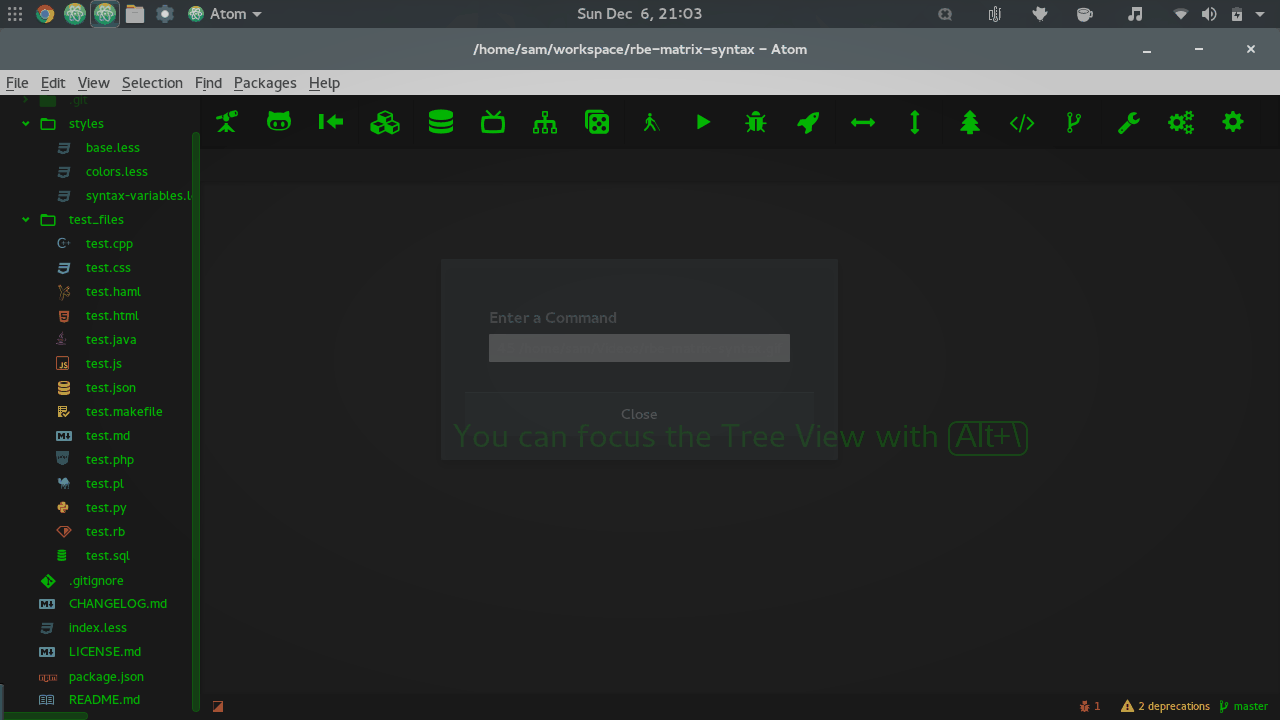 Atom
Sun Dec 6, 21:03
/home/sam/workspace/rbe-matrix-syntax – Atom
File Edit View Selection Find Packages Help
.git
styles
base.less
colors.less
syntax-variables.le
test_files
test.cpp
test.css
test.haml
test.html
test.java
test.js
test.json
test.makefile
test.md
test.php
test.pl
test.py
test.rb
test.sql
.gitignore
CHANGELOG.md
index.less
LICENSE.md
package.json
README.md
Enter a Command
Close
You can focus the Tree View with Alt+\
1 2 deprecations master